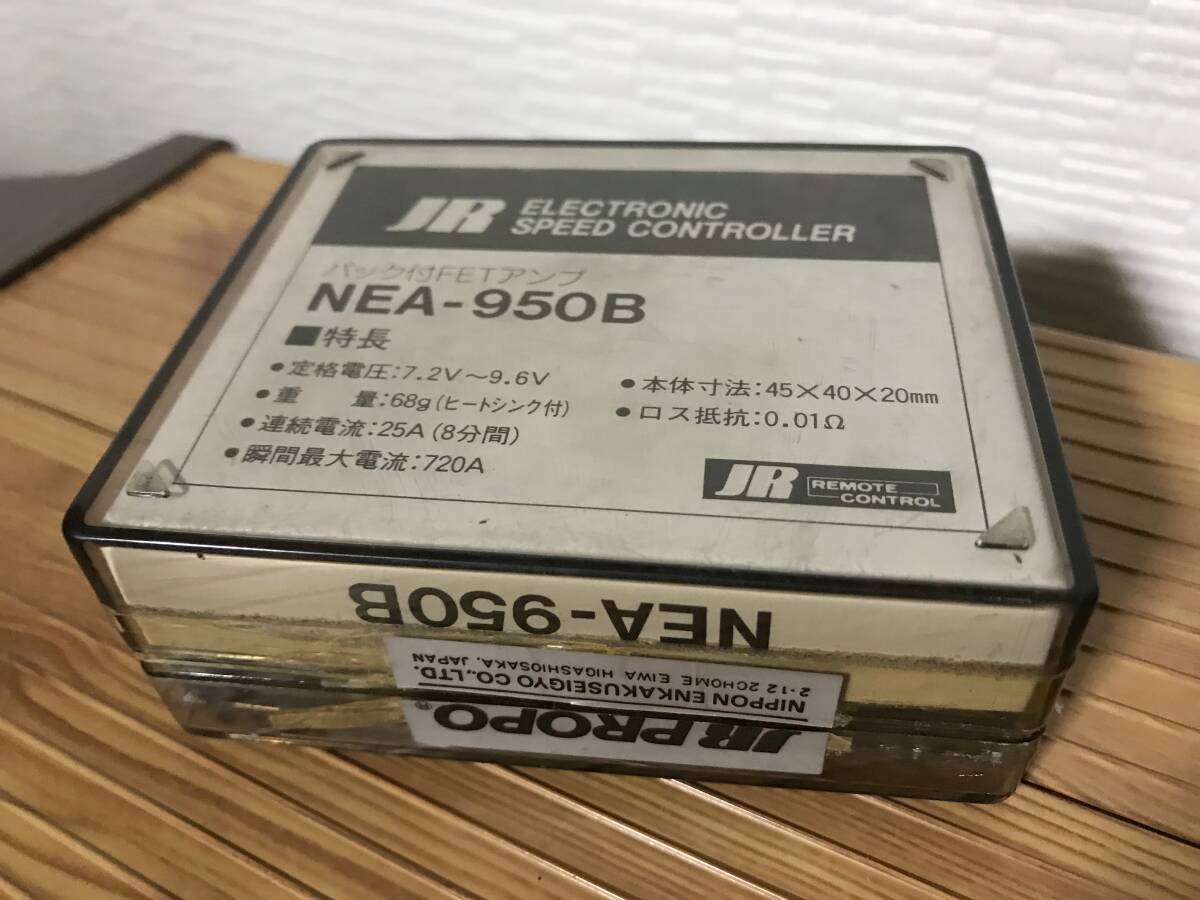 JR ELECTRONIC
SPEED CONTROLLER
バック付FETアンプ
NEA-950B
■特長
●定格電圧:7.2V～9.6V
●重 量:68g(ヒートシンク付)
●連続電流:25A(8分間)
●瞬間最大電流:720A
●本体寸法:45×40×20mm
●ロス抵抗:0.01Ω
JR REMOTE
CONTROL
NEA-950B
JR PROPO®
NIPPON ENKAKUSEIGYO CO.,LTD.
2-12 2CHOME EIWA HIGASHIOSAKA, JAPAN